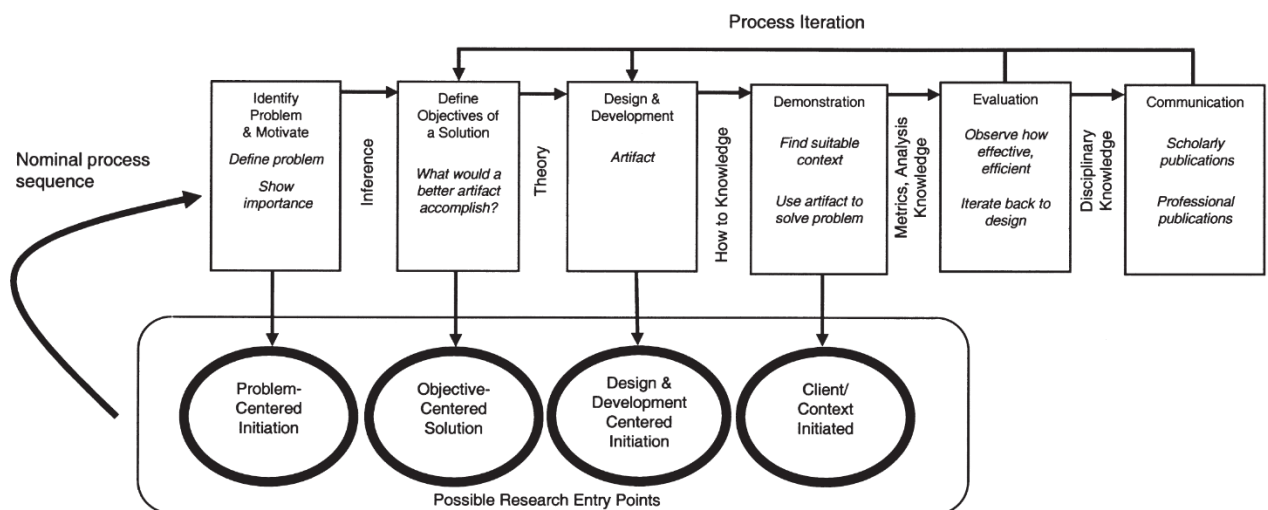 Process Iteration
Nominal process
sequence
Identify
Problem
& Motivate
Define problem
Show
importance
Inference
Define
Objectives of
a Solution
What would a
better artifact
accomplish?
Theory
Design &
Development
Artifact
How to Knowledge
Demonstration
Find suitable
context
Use artifact to
solve problem
Metrics, Analysis
Knowledge
Evaluation
Observe how
effective,
efficient
Iterate back to
design
Disciplinary
Knowledge
Communication
Scholarly
publications
Professional
publications
Problem-
Centered
Initiation
Objective-
Centered
Solution
Design &
Development
Centered
Initiation
Client/
Context
Initiated
Possible Research Entry Points